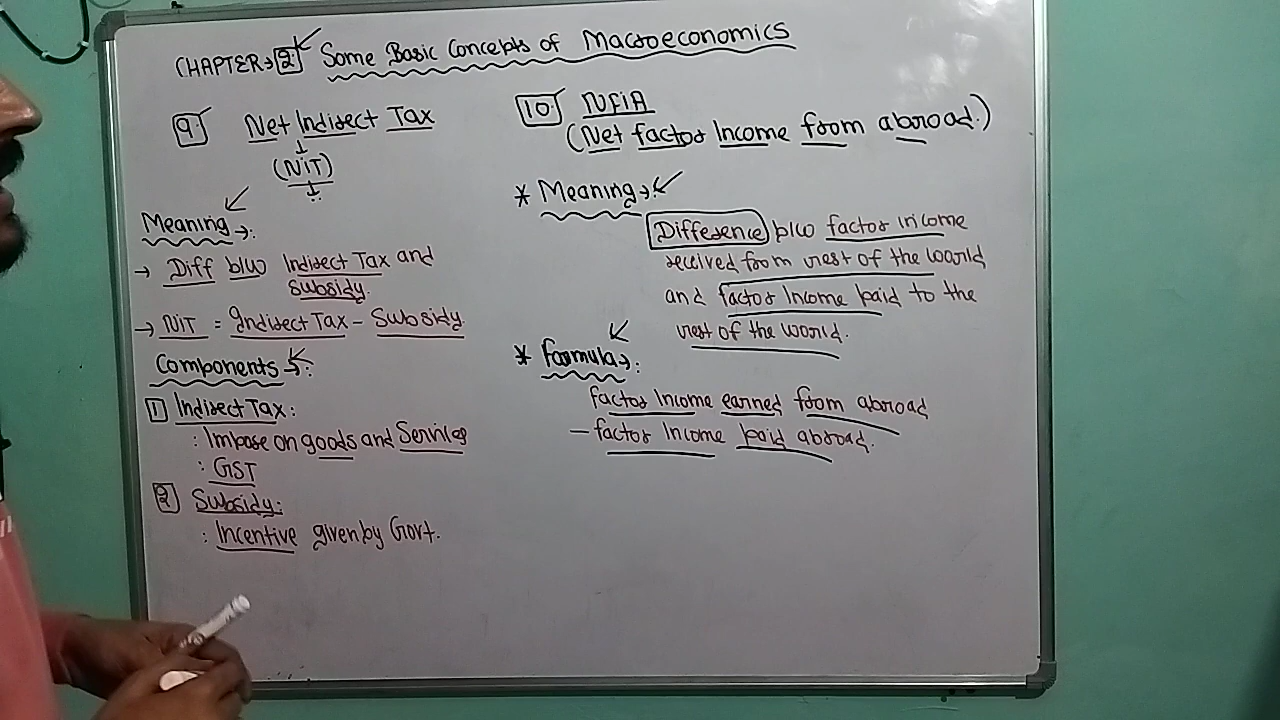 CHAPTER→ 2 Some Basic Concepts of Macroeconomics
9 Net Indirect Tax
(NIT)
Meaning→:
→ Diff b/w Indirect Tax and
subsidy.
→ NIT = Indirect Tax – Subsidy
Components→:
1 Indirect Tax:
: Impose on goods and Services
: GST
2 Subsidy:
: Incentive given by Govt.
10 NFIA
(Net factor Income from abroad.)
* Meaning→
Difference b/w factor income
received from rest of the world
and factor Income paid to the
rest of the world.
* Formula→:
factor Income earned from abroad
– factor Income paid abroad.